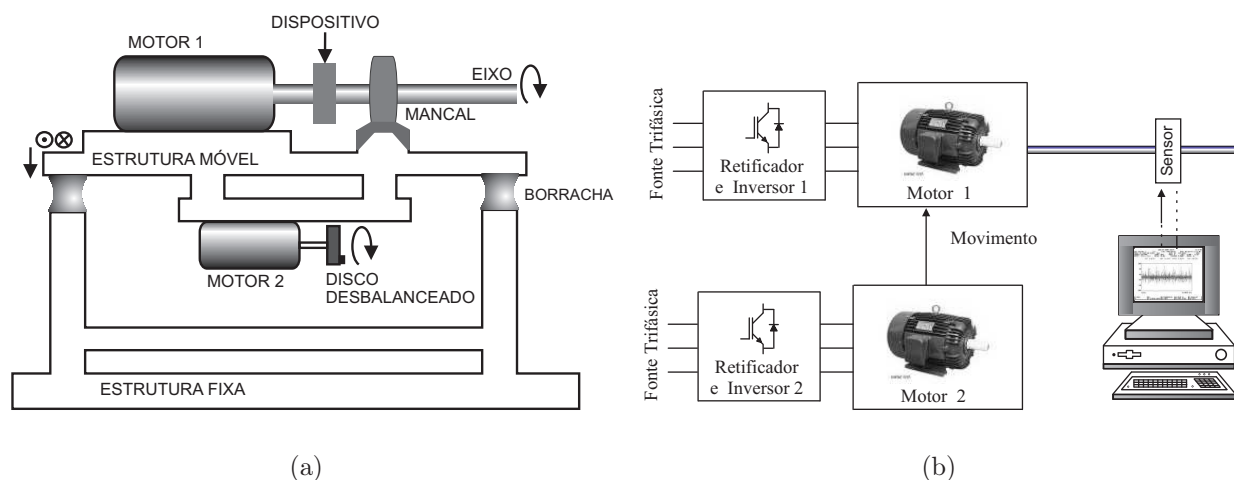 DISPOSITIVO
MOTOR 1
EIXO
MANCAL
ESTRUTURA MÓVEL
BORRACHA
MOTOR 2
DISCO
DESBALANCEADO
ESTRUTURA FIXA
(a)
Fonte Trifásica
Retificador
e Inversor 1
Motor 1
Sensor
Movimento
Fonte Trifásica
Retificador
e Inversor 2
Motor 2
(b)